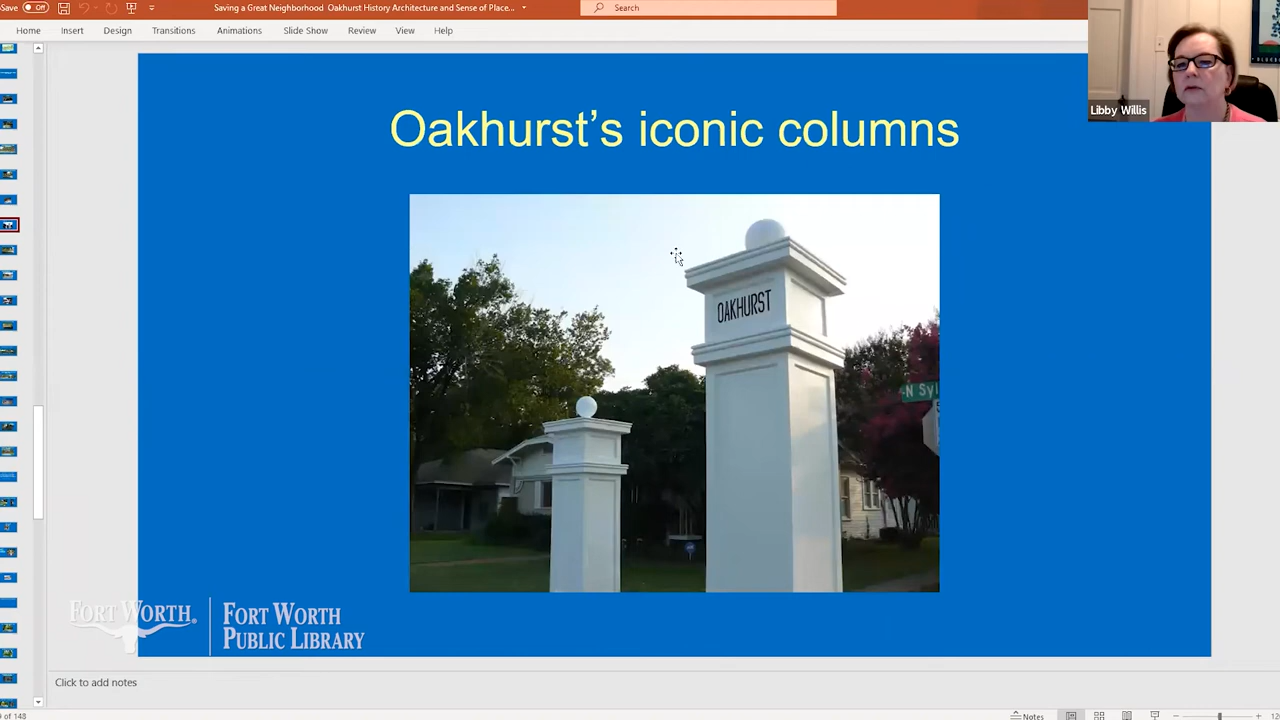 Save Off Saving a Great Neighborhood Oakhurst History Architecture and Sense of Place... Search
Home Insert Design Transitions Animations Slide Show Review View Help
Libby Willis
Oakhurst's iconic columns
OAKHURST
N Syl
FORT WORTH®
FORT WORTH
PUBLIC LIBRARY
Click to add notes
of 148 Notes